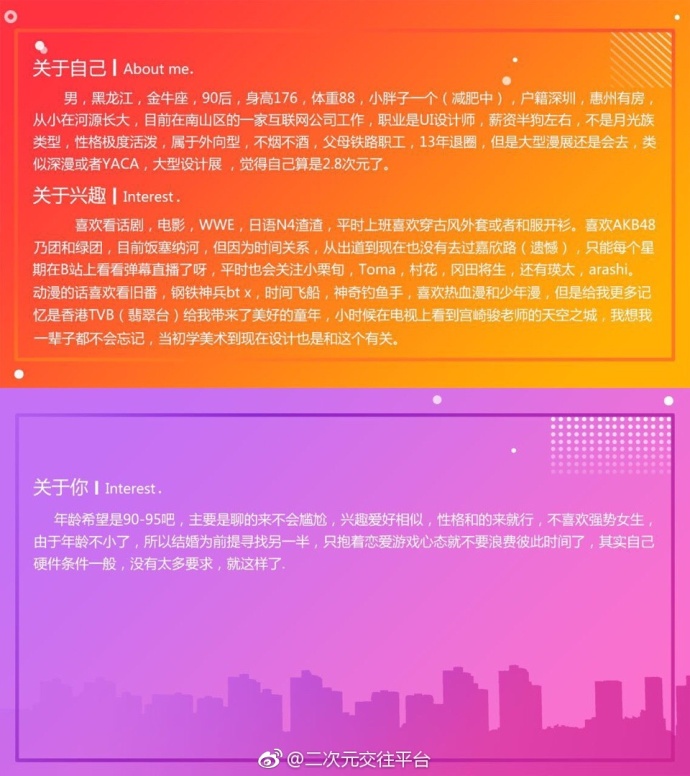 关于自己 | About me.
男，黑龙江，金牛座，90后，身高176，体重88，小胖子一个（减肥中），户籍深圳，惠州有房，
从小在河源长大，目前在南山区的一家互联网公司工作，职业是UI设计师，薪资半狗左右，不是月光族
类型，性格极度活泼，属于外向型，不烟不酒，父母铁路职工，13年退圈，但是大型漫展还是会去，类
似深漫或者YACA，大型设计展 ，觉得自己算是2.8次元了。
关于兴趣 | Interest .
喜欢看话剧，电影，WWE，日语N4渣渣，平时上班喜欢穿古风外套或者和服开衫。喜欢AKB48
乃团和绿团，目前饭塞纳河，但因为时间关系，从出道到现在也没有去过嘉欣路（遗憾），只能每个星
期在B站上看看弹幕直播了呀，平时也会关注小栗旬，Toma，村花，冈田将生，还有瑛太，arashi。
动漫的话喜欢看旧番，钢铁神兵bt x，时间飞船，神奇钓鱼手，喜欢热血漫和少年漫，但是给我更多记
忆是香港TVB（翡翠台）给我带来了美好的童年，小时候在电视上看到宫崎骏老师的天空之城，我想我
一辈子都不会忘记，当初学美术到现在设计也是和这个有关。
关于你 | Interest .
年龄希望是90-95吧，主要是聊的来不会尴尬，兴趣爱好相似，性格和的来就行，不喜欢强势女生，
由于年龄不小了，所以结婚为前提寻找另一半，只抱着恋爱游戏心态就不要浪费彼此时间了，其实自己
硬件条件一般，没有太多要求，就这样了.
@二次元交往平台